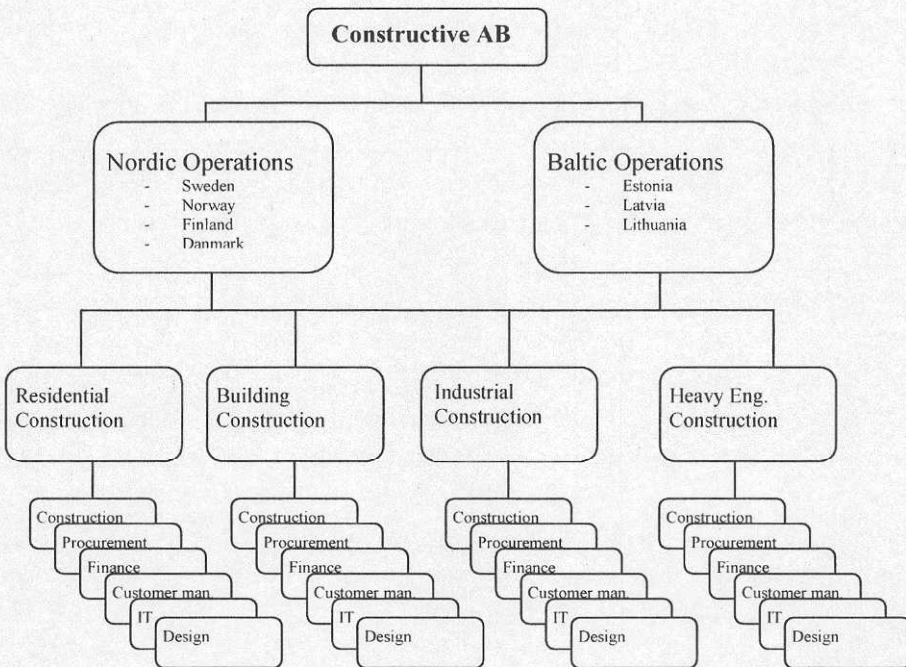 Constructive AB
Nordic Operations
- Sweden
- Norway
- Finland
- Danmark
Baltic Operations
- Estonia
- Latvia
- Lithuania
Residential
Construction
Building
Construction
Industrial
Construction
Heavy Eng.
Construction
Construction
Procurement
Finance
Customer man.
IT
Design
Construction
Procurement
Finance
Customer man.
IT
Design
Construction
Procurement
Finance
Customer man.
IT
Design
Construction
Procurement
Finance
Customer man.
IT
Design